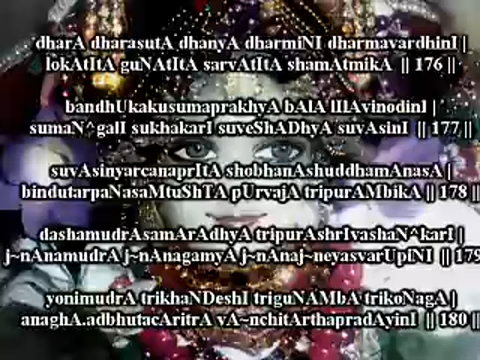 dharA dharasutA dhanyA dharmiNI dharmavardhinI |
lokAtItA guNAtItA sarvAtItA shamAtmikA || 176 ||
bandhUkakusumaprakhyA bAlA lIlAvinodinI |
sumaN^galI sukhakarI suveShADhyA suvAsinI || 177 ||
suvAsinyarcanaprItA shobhanAshuddhamAnasA |
bindutarpaNasaMtuShTA pUrvajA tripurAMbikA || 178 ||
dashamudrAsamArAdhyA tripurAshrIvashaN^karI |
j~nAnamudrA j~nAnagamyA j~nAnaj~neyasvarUpiNI || 179
yonimudrA trikhaNDeshI triguNAMbA trikoNagA |
anaghA.adbhutacAritrA vA~nchitArthapradAyinI || 180 ||